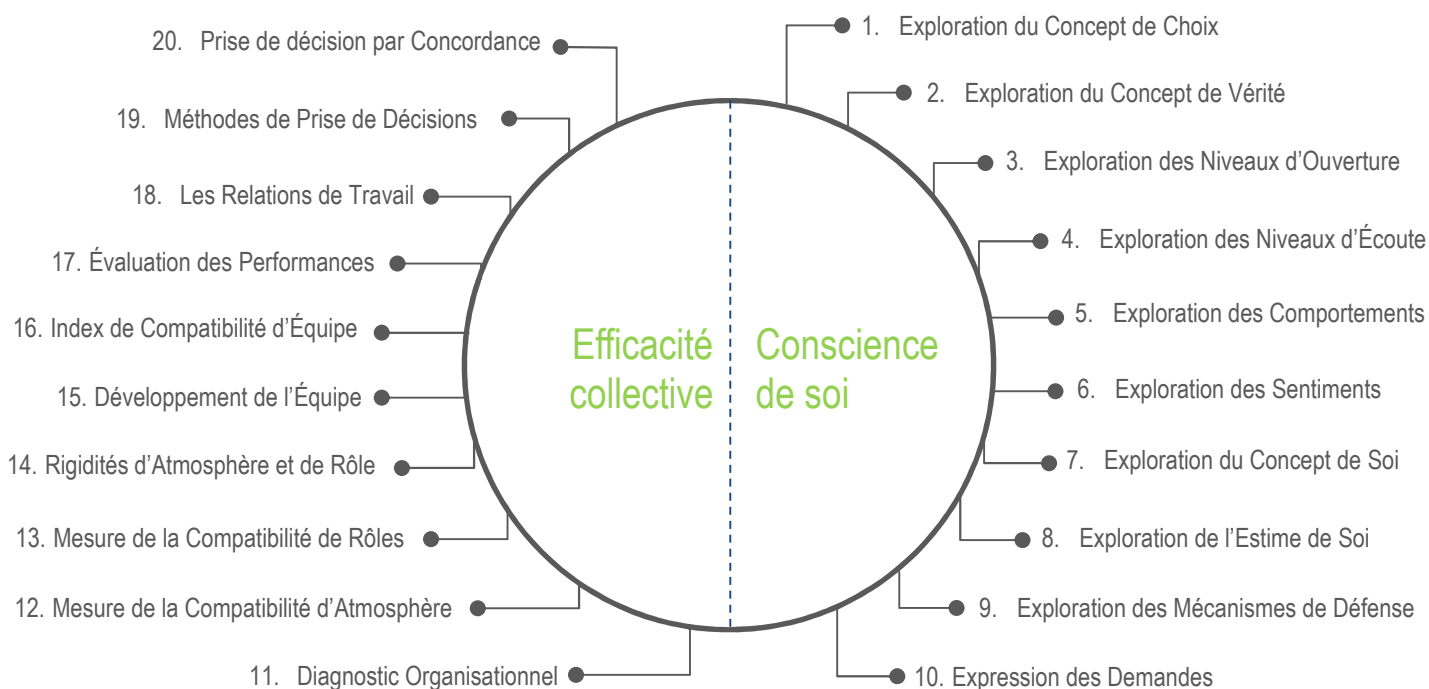 1. Exploration du Concept de Choix
2. Exploration du Concept de Vérité
3. Exploration des Niveaux d’Ouverture
4. Exploration des Niveaux d’Écoute
5. Exploration des Comportements
6. Exploration des Sentiments
7. Exploration du Concept de Soi
8. Exploration de l’Estime de Soi
9. Exploration des Mécanismes de Défense
10. Expression des Demandes
11. Diagnostic Organisationnel
12. Mesure de la Compatibilité d’Atmosphère
13. Mesure de la Compatibilité de Rôles
14. Rigidités d’Atmosphère et de Rôle
15. Développement de l’Équipe
16. Index de Compatibilité d’Équipe
17. Évaluation des Performances
18. Les Relations de Travail
19. Méthodes de Prise de Décisions
20. Prise de décision par Concordance
Efficacité
collective
Conscience
de soi